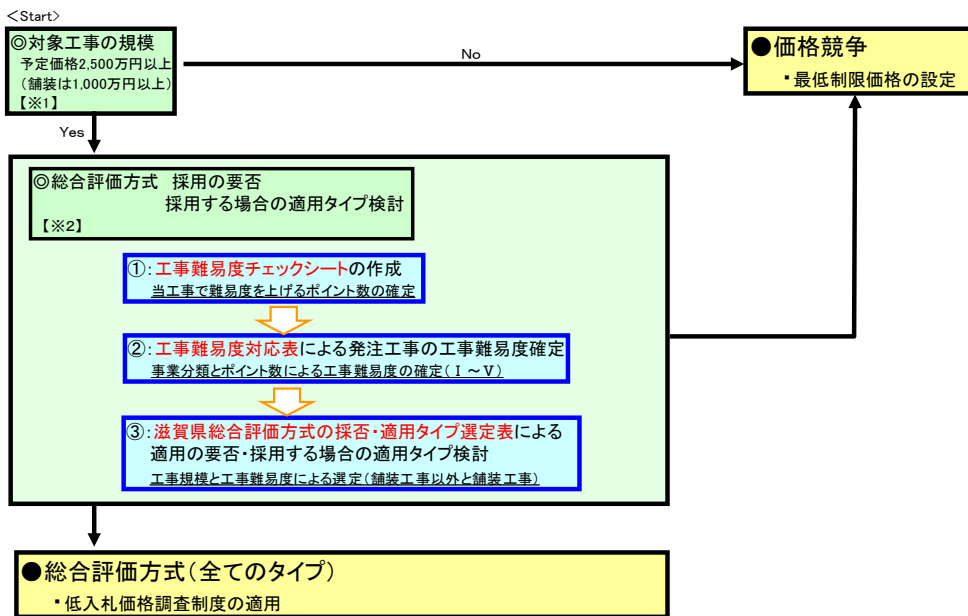 <Start>
◎対象工事の規模
予定価格2,500万円以上
(舗装は1,000万円以上)
【※1】
No
●価格競争
・最低制限価格の設定
Yes
◎総合評価方式 採用の要否
採用する場合の適用タイプ検討
【※2】
①:工事難易度チェックシートの作成
当工事で難易度を上げるポイント数の確定
②:工事難易度対応表による発注工事の工事難易度確定
事業分類とポイント数による工事難易度の確定(Ⅰ~Ⅴ)
③:滋賀県総合評価方式の採否・適用タイプ選定表による
適用の要否・採用する場合の適用タイプ検討
工事規模と工事難易度による選定(舗装工事以外と舗装工事)
●総合評価方式(全てのタイプ)
・低入札価格調査制度の適用